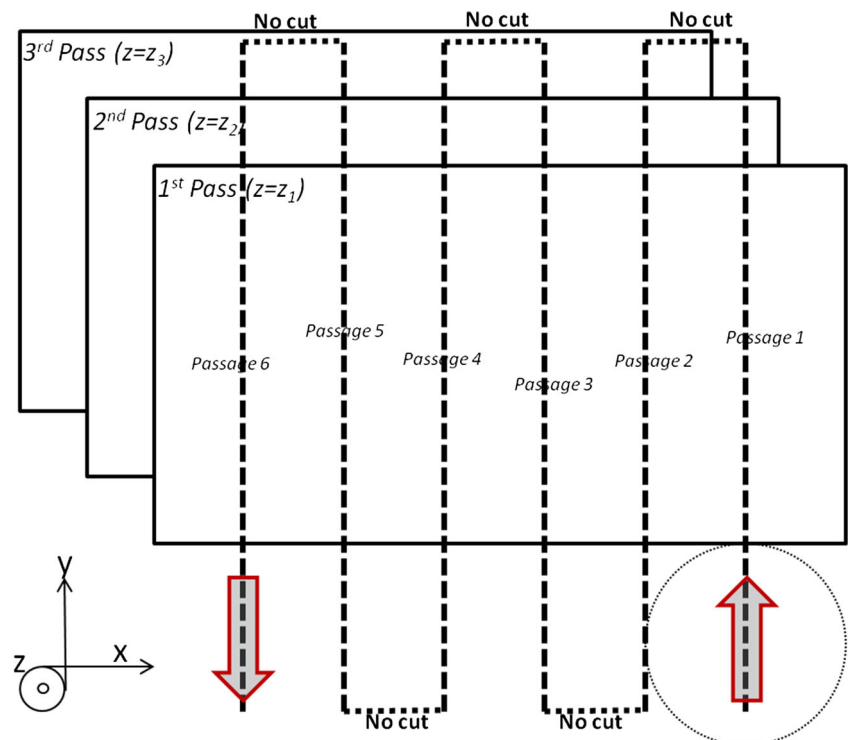 No cut No cut No cut
3rd Pass (z=z3)
2nd Pass (z=z2)
1st Pass (z=z1)
Passage 6
Passage 5
Passage 4
Passage 3
Passage 2
Passage 1
y
z
x
No cut No cut